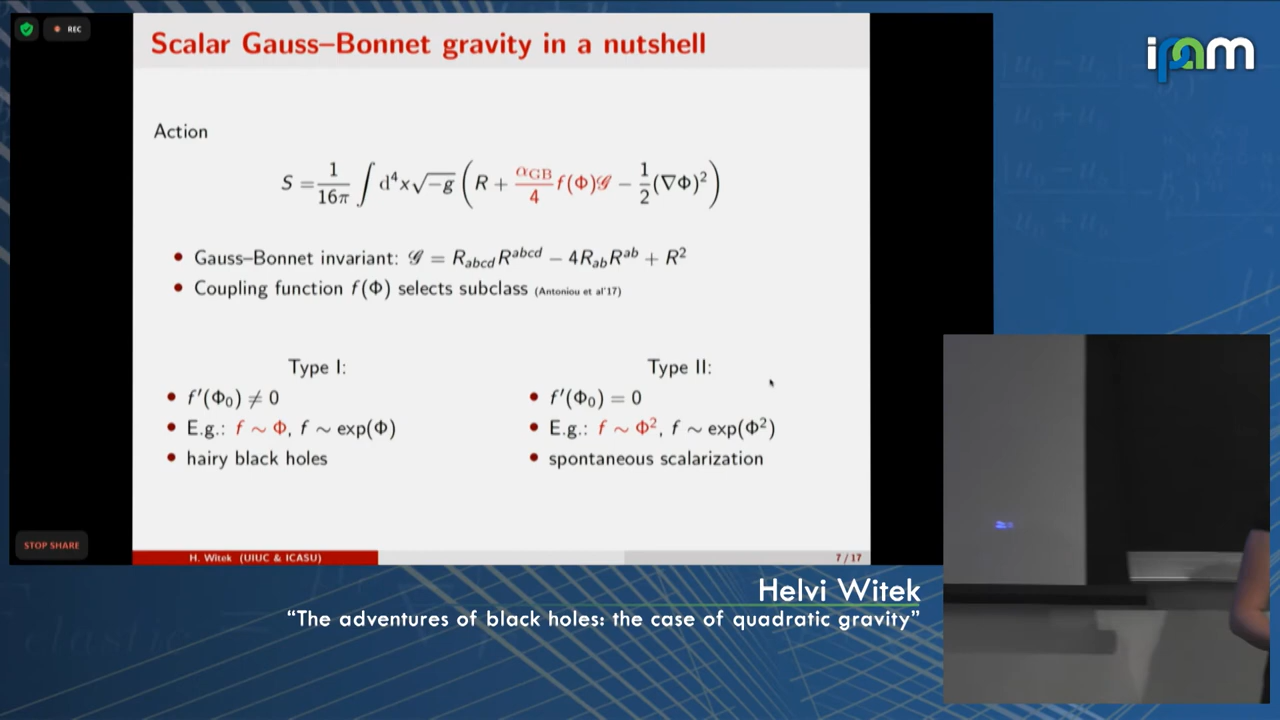 REC
Scalar Gauss–Bonnet gravity in a nutshell
ipam
Action
S = 1/16π ∫ d⁴x√−g (R + αGB/4 f(Φ)𝒢 − 1/2(∇Φ)²)
• Gauss–Bonnet invariant: 𝒢 = R_abcd R^abcd − 4R_ab R^ab + R²
• Coupling function f(Φ) selects subclass (Antoniou et al'17)
Type I:
• f′(Φ₀) ≠ 0
• E.g.: f ∼ Φ, f ∼ exp(Φ)
• hairy black holes
Type II:
• f′(Φ₀) = 0
• E.g.: f ∼ Φ², f ∼ exp(Φ²)
• spontaneous scalarization
STOP SHARE
H. Witek (UIUC & ICASU)
7 / 17
Helvi Witek
“The adventures of black holes: the case of quadratic gravity”